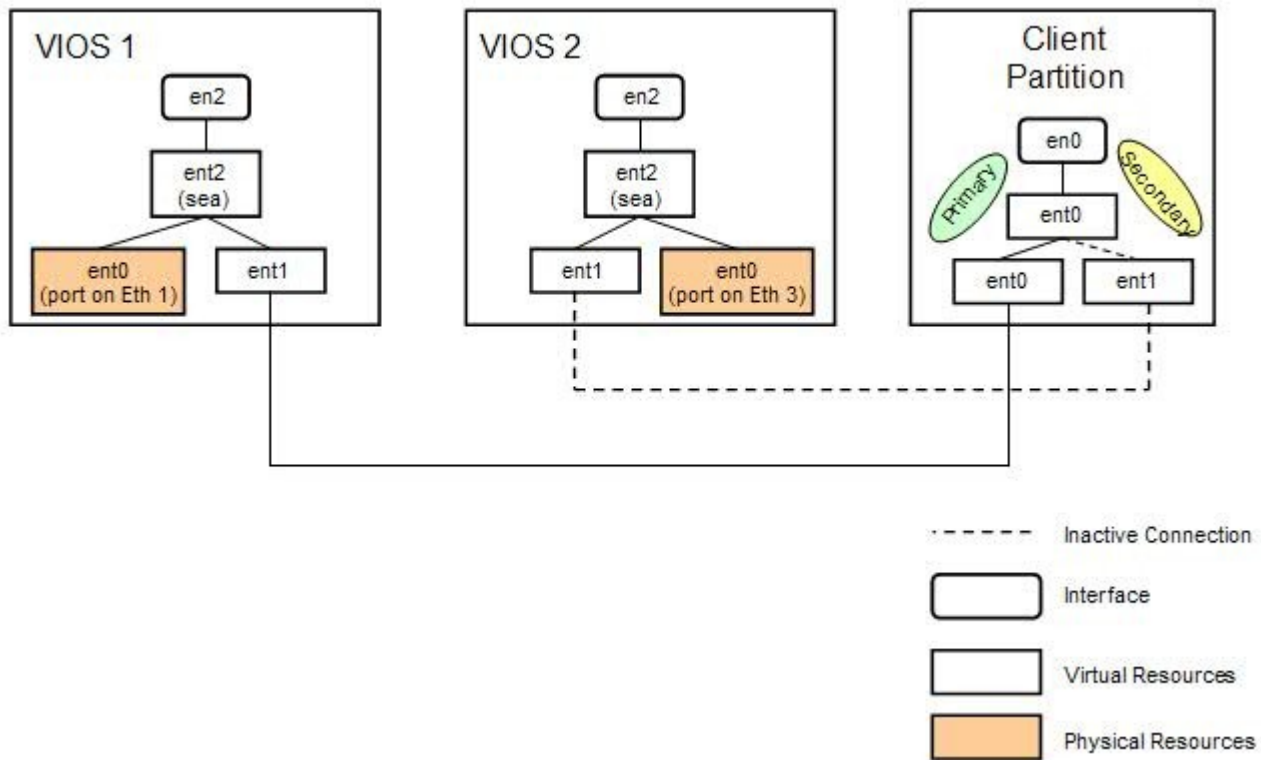 VIOS 1
en2
ent2
(sea)
ent0
(port on Eth 1)
ent1
VIOS 2
en2
ent2
(sea)
ent1
ent0
(port on Eth 3)
Client
Partition
en0
Primary
Secondary
ent0
ent0
ent1
Inactive Connection
Interface
Virtual Resources
Physical Resources